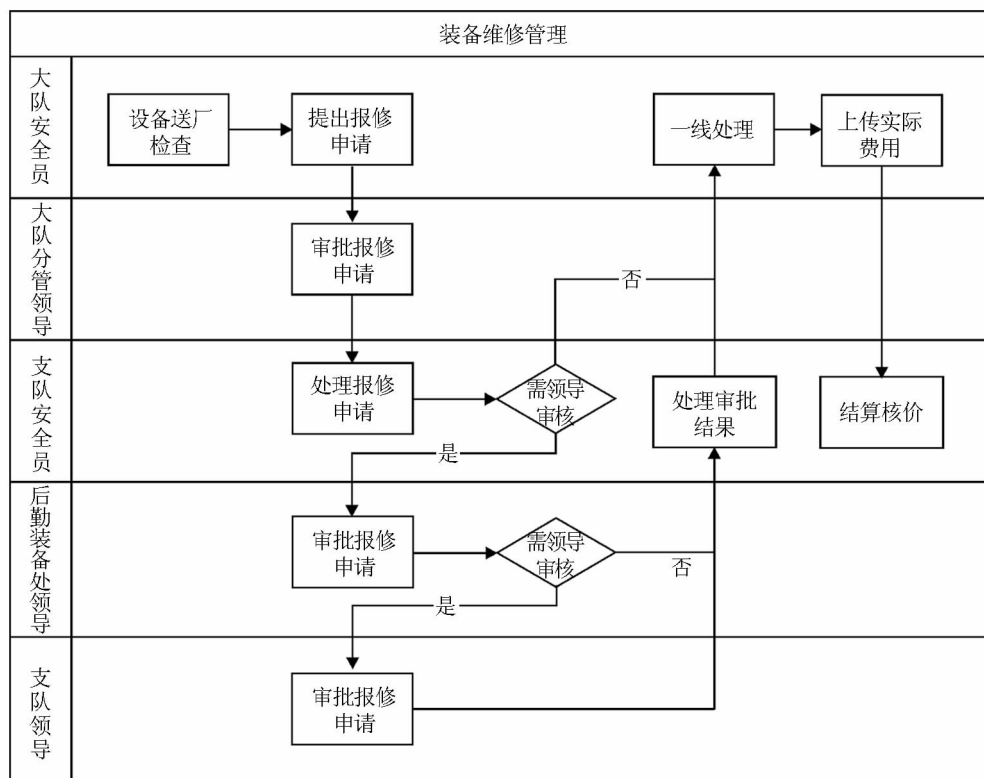 装备维修管理
大队安全员
设备送厂
检查
提出报修
申请
一线处理
上传实际
费用
大队分管领导
审批报修
申请
否
支队安全员
处理报修
申请
需领导
审核
处理审批
结果
结算核价
是
后勤装备处领导
审批报修
申请
需领导
审核
否
是
支队领导
审批报修
申请